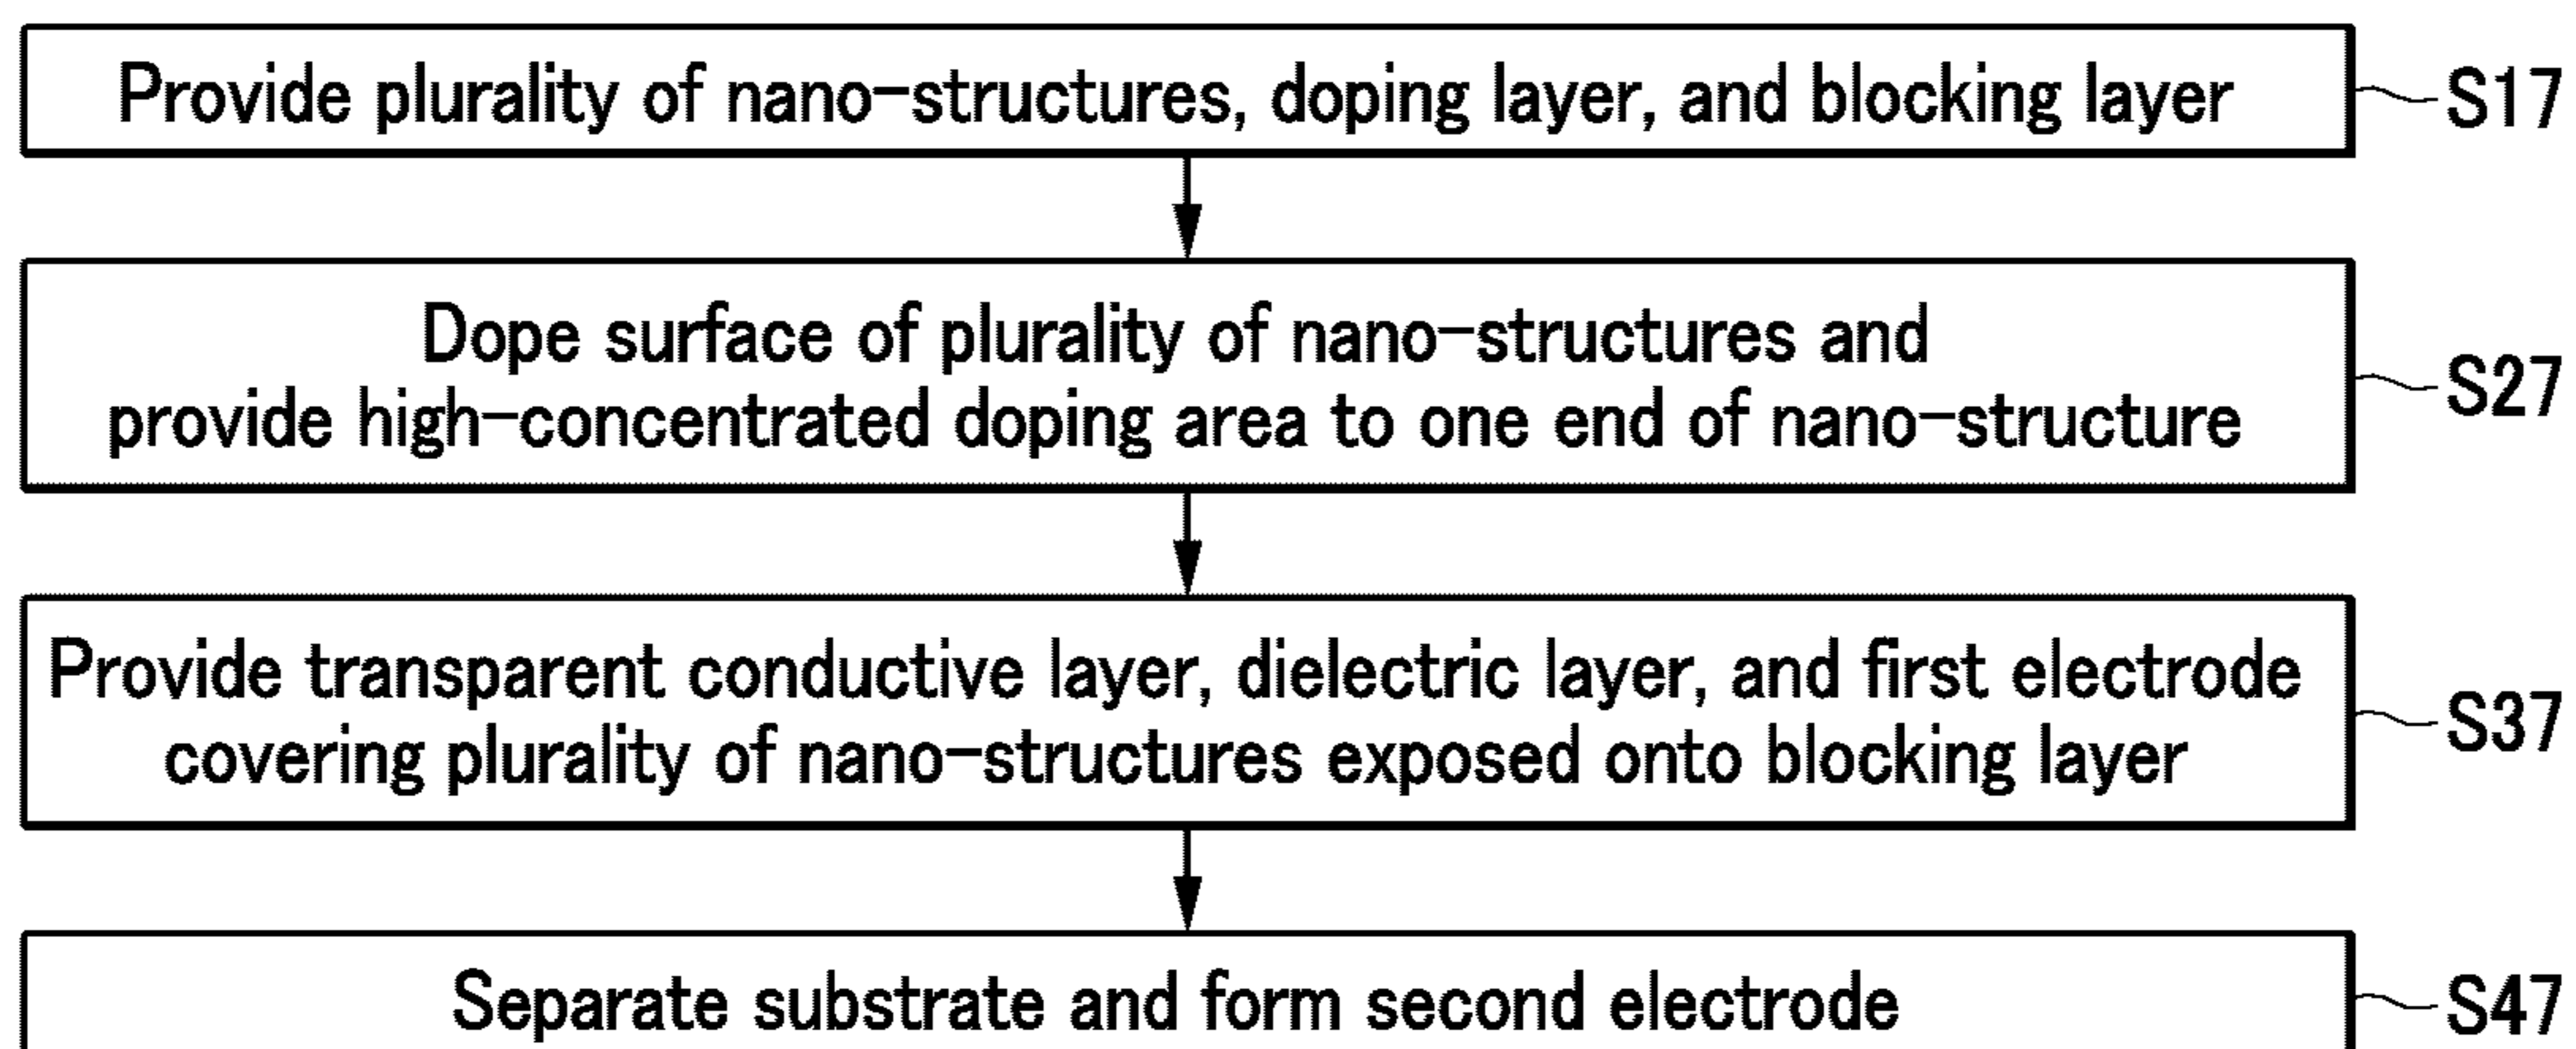 Provide plurality of nano-structures, doping layer, and blocking layer
S17
Dope surface of plurality of nano-structures and
provide high-concentrated doping area to one end of nano-structure
S27
Provide transparent conductive layer, dielectric layer, and first electrode
covering plurality of nano-structures exposed onto blocking layer
S37
Separate substrate and form second electrode
S47